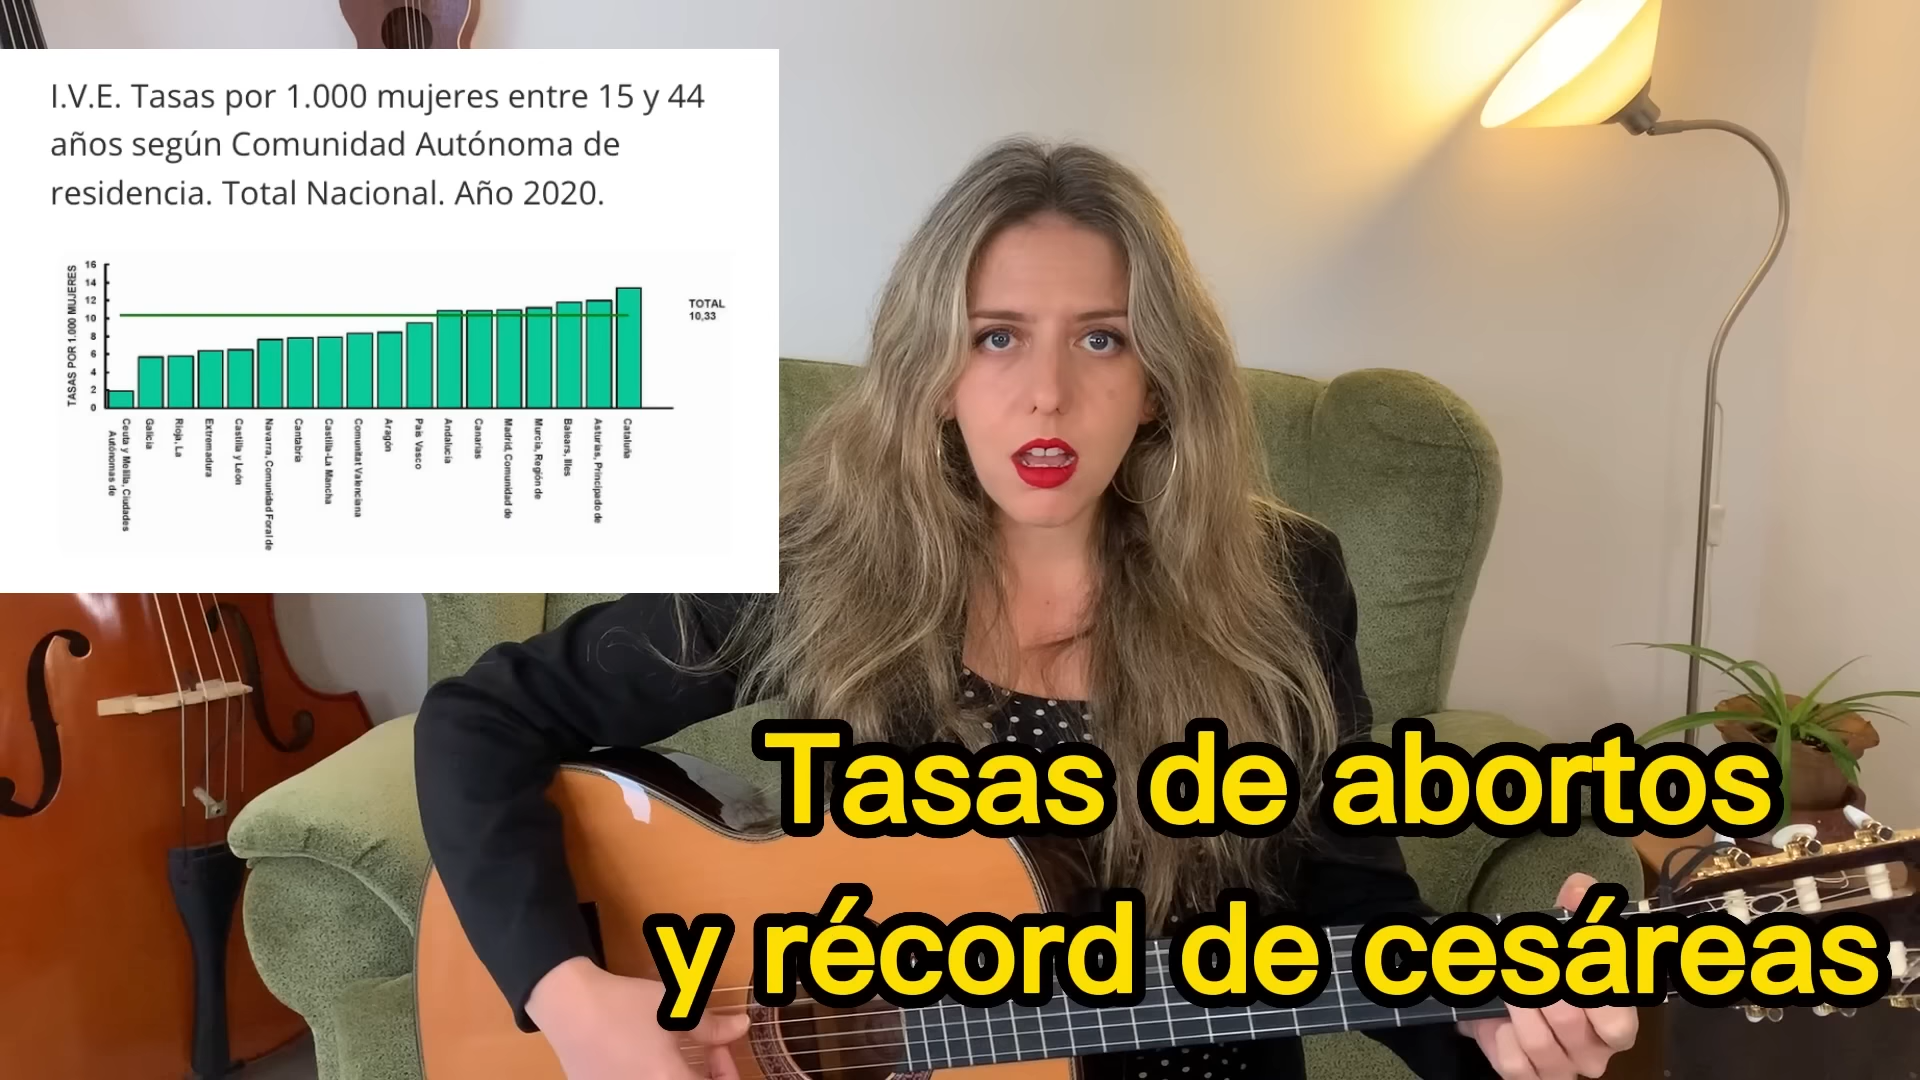 I.V.E. Tasas por 1.000 mujeres entre 15 y 44
años según Comunidad Autónoma de
residencia. Total Nacional. Año 2020.
TASAS POR 1.000 MUJERES
16
14
12
10
8
6
4
2
0
TOTAL
10,33
Ceuta y Melilla, Ciudades
Autónomas de
Galicia
Rioja, La
Extremadura
Castilla y León
Navarra, Comunidad Foral de
Cantabria
Castilla-La Mancha
Comunitat Valenciana
Aragón
País Vasco
Andalucía
Canarias
Madrid, Comunidad de
Murcia, Región de
Balears, Illes
Asturias, Principado de
Cataluña
Tasas de abortos
y récord de cesáreas